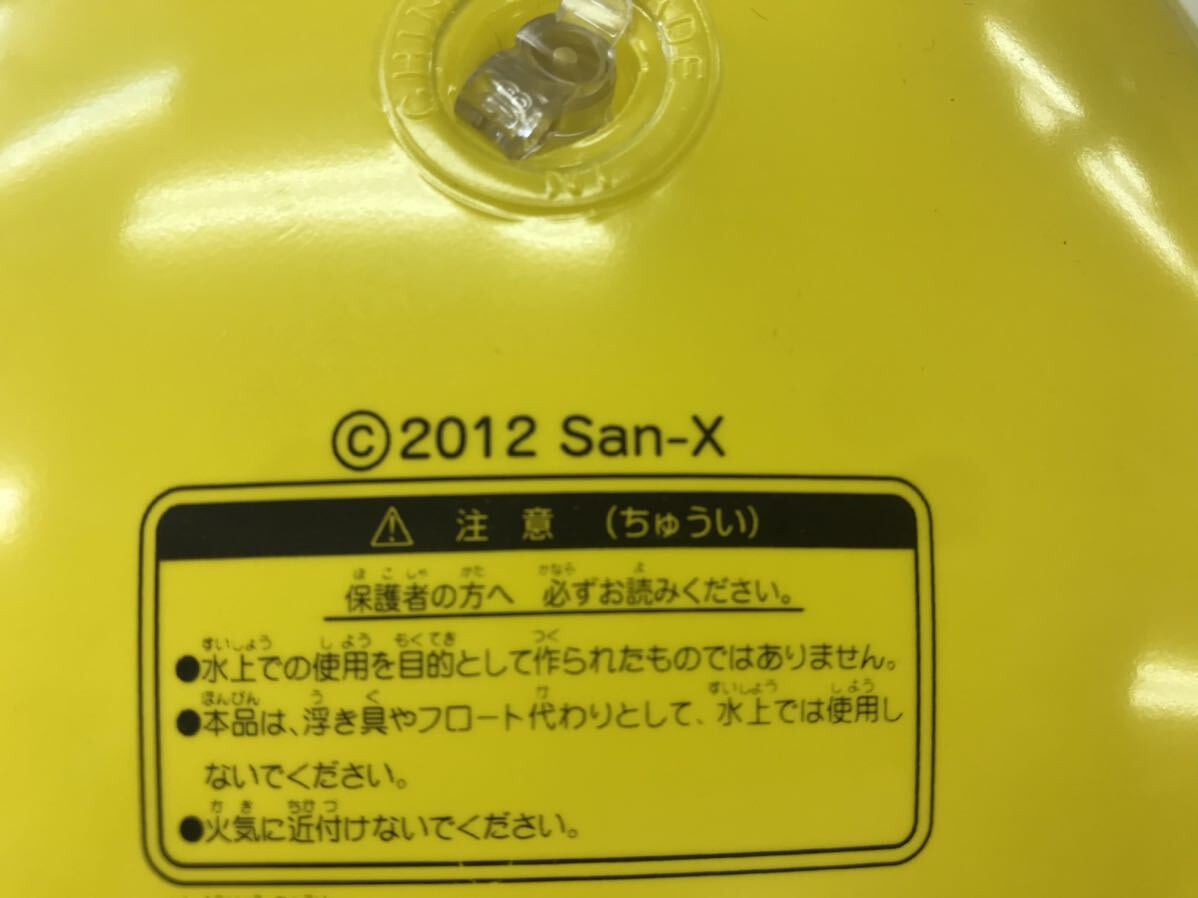 MADE IN CHINA
©2012 San-X
⚠ 注意 (ちゅうい)
保護者の方へ 必ずお読みください。
●水上での使用を目的として作られたものではありません。
●本品は、浮き具やフロート代わりとして、水上では使用し
ないでください。
●火気に近付けないでください。